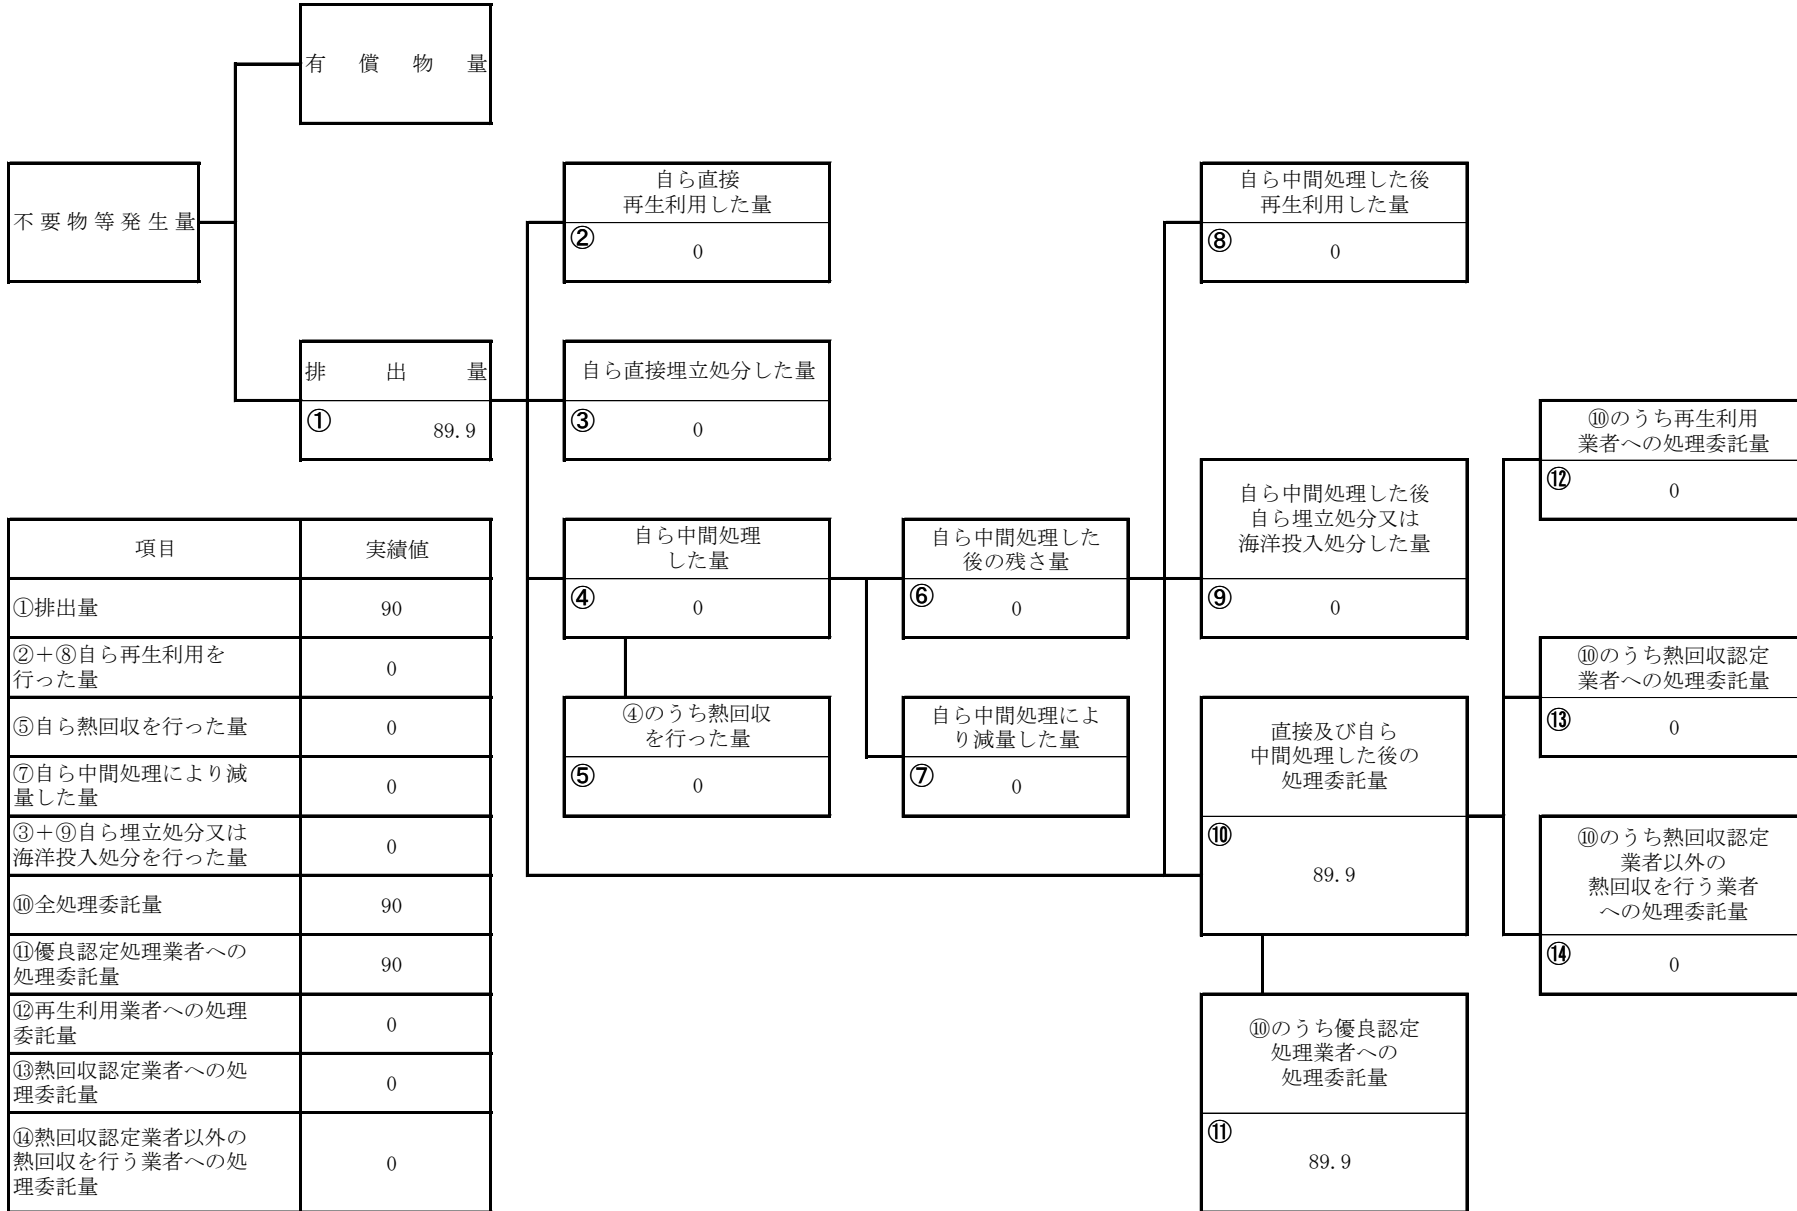 有償物量
不要物等発生量
排出量
① 89.9
自ら直接
再生利用した量
② 0
自ら直接埋立処分した量
③ 0
自ら中間処理
した量
④ 0
④のうち熱回収
を行った量
⑤ 0
自ら中間処理した
後の残さ量
⑥ 0
自ら中間処理によ
り減量した量
⑦ 0
自ら中間処理した後
再生利用した量
⑧ 0
自ら中間処理した後
自ら埋立処分又は
海洋投入処分した量
⑨ 0
直接及び自ら
中間処理した後の
処理委託量
⑩
89.9
⑩のうち優良認定
処理業者への
処理委託量
⑪
89.9
⑩のうち再生利用
業者への処理委託量
⑫ 0
⑩のうち熱回収認定
業者への処理委託量
⑬ 0
⑩のうち熱回収認定
業者以外の
熱回収を行う業者
への処理委託量
⑭ 0
項目 実績値
①排出量 90
②＋⑧自ら再生利用を
行った量 0
⑤自ら熱回収を行った量 0
⑦自ら中間処理により減
量した量 0
③＋⑨自ら埋立処分又は
海洋投入処分を行った量 0
⑩全処理委託量 90
⑪優良認定処理業者への
処理委託量 90
⑫再生利用業者への処理
委託量 0
⑬熱回収認定業者への処
理委託量 0
⑭熱回収認定業者以外の
熱回収を行う業者への処
理委託量 0